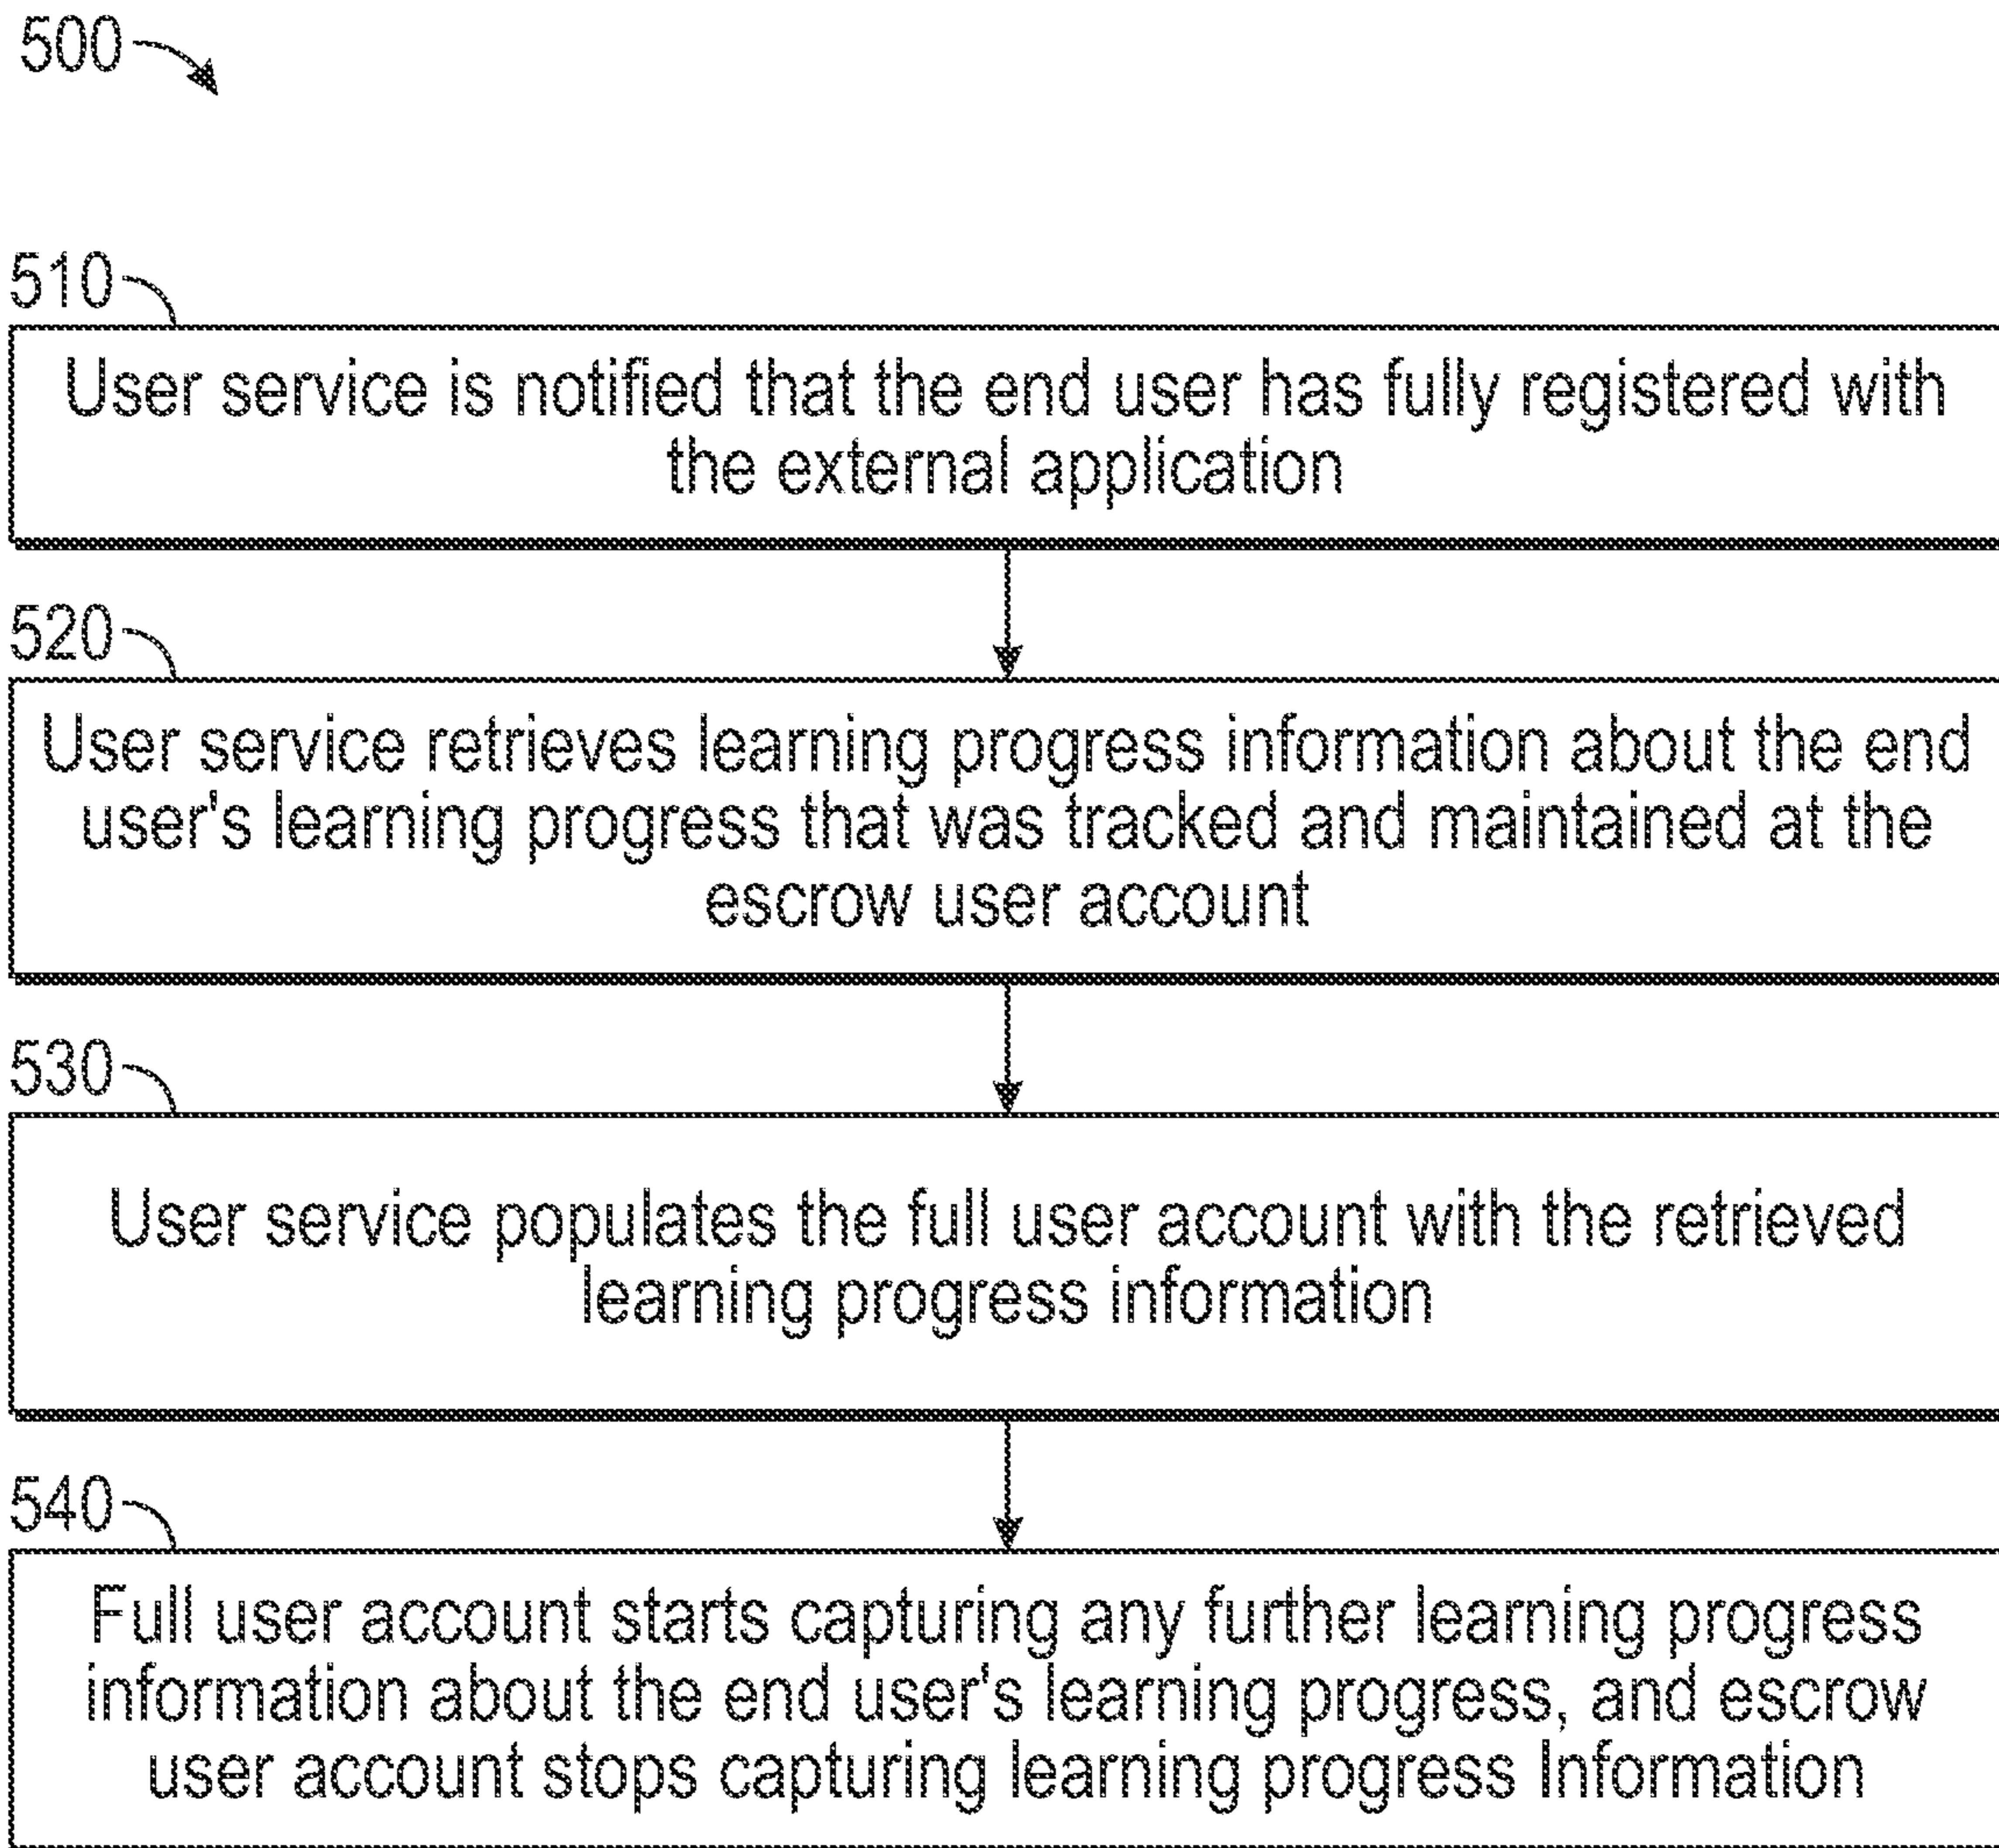 500
510
User service is notified that the end user has fully registered with
the external application
520
User service retrieves learning progress information about the end
user's learning progress that was tracked and maintained at the
escrow user account
530
User service populates the full user account with the retrieved
learning progress information
540
Full user account starts capturing any further learning progress
information about the end user's learning progress, and escrow
user account stops capturing learning progress Information